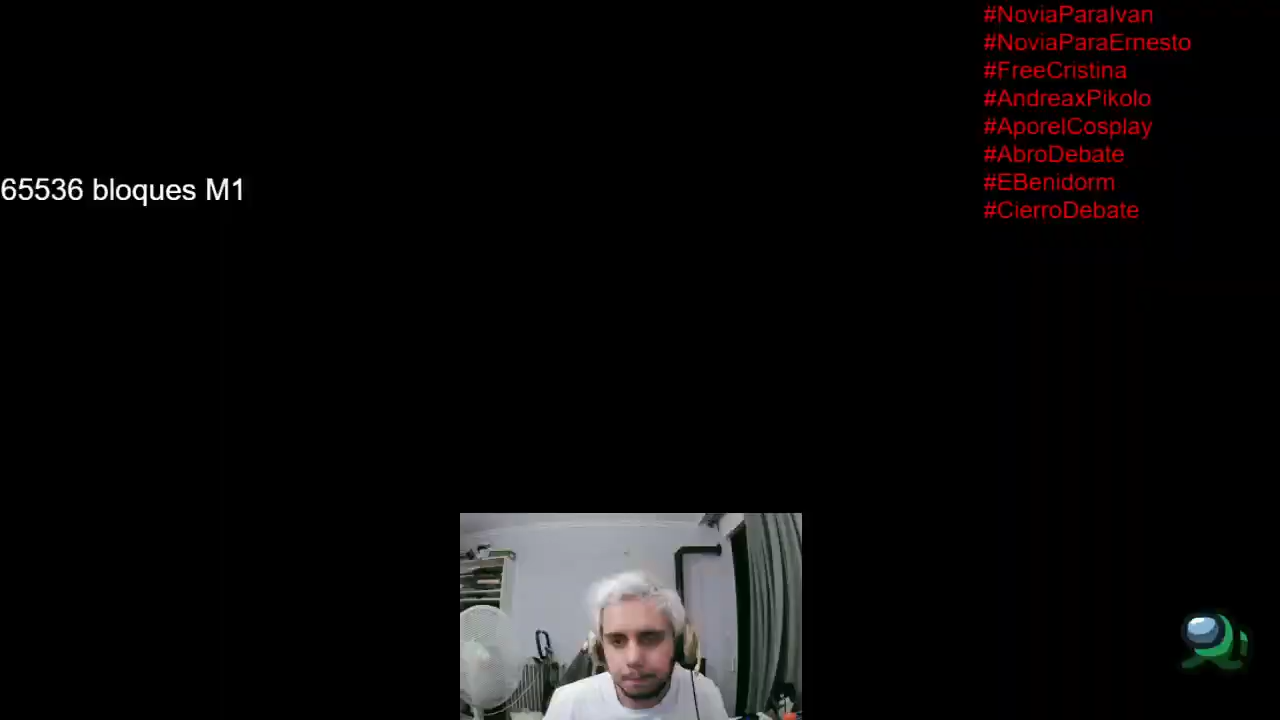 #NoviaParaIvan
#NoviaParaErnesto
#FreeCristina
#AndreaxPikolo
#AporelCosplay
#AbroDebate
#EBenidorm
#CierroDebate
65536 bloques M1